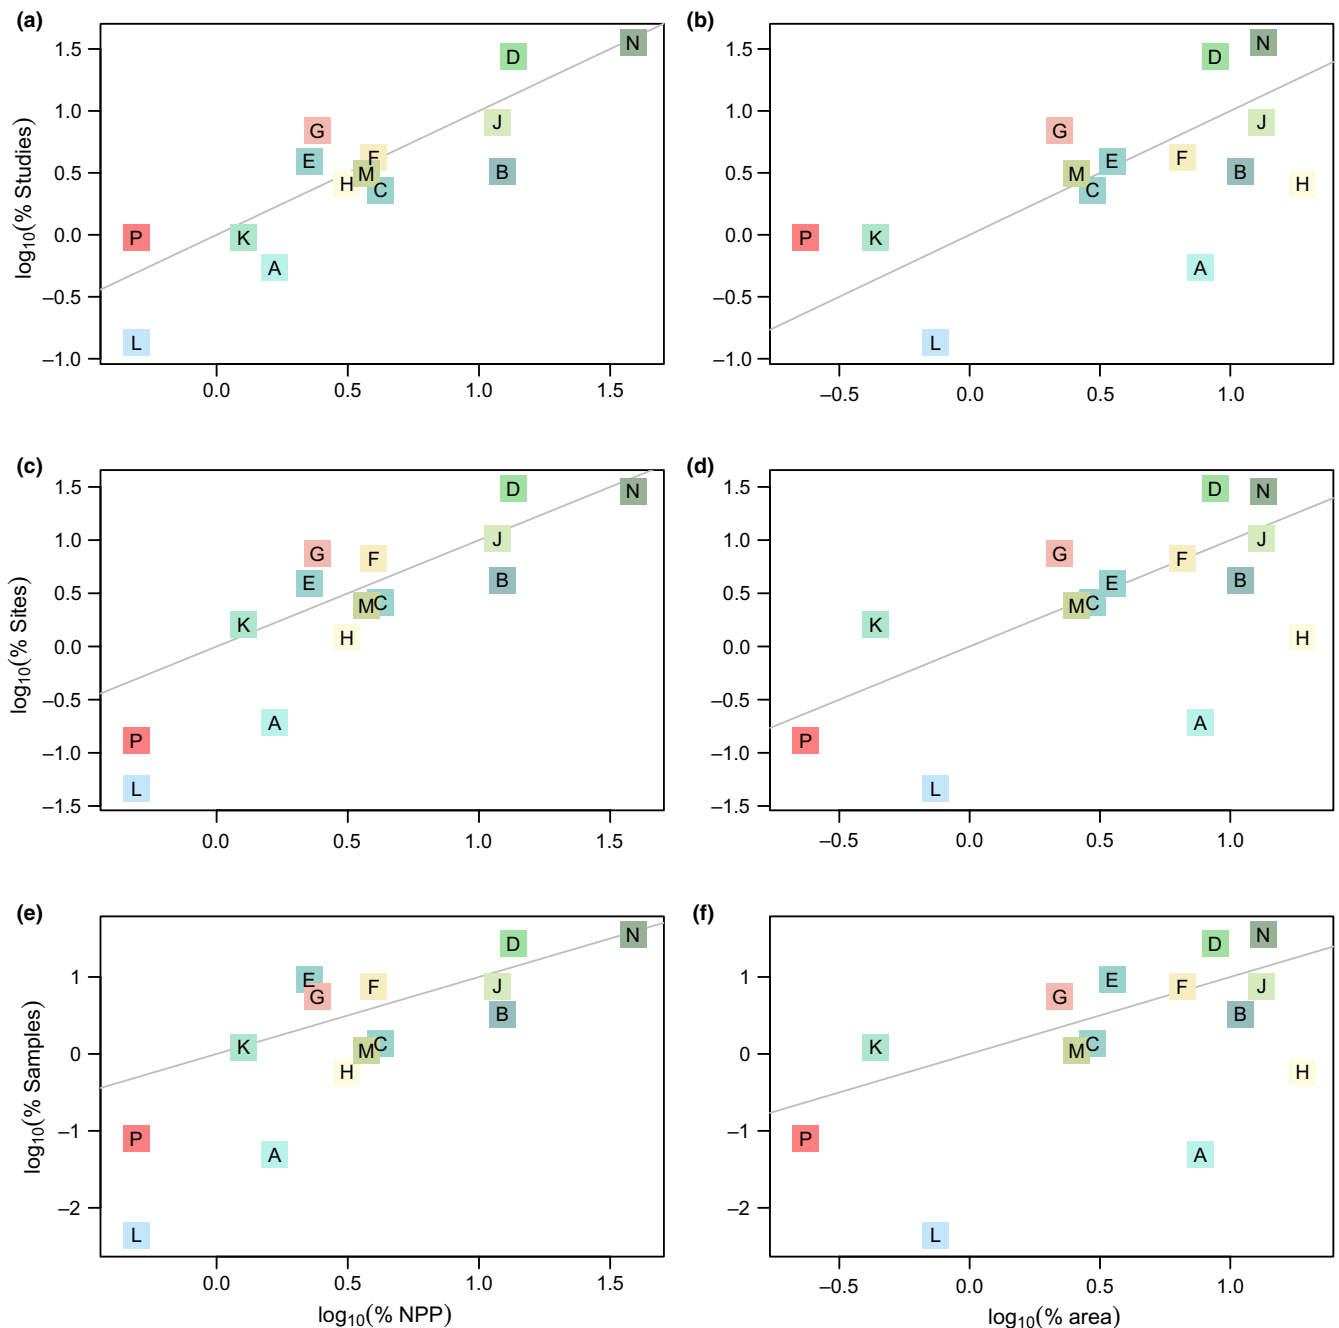 (a)
log10(% Studies)
1.5
1.0
0.5
0.0
–0.5
–1.0
N
D
J
G
F
E
M
B
H
C
P
K
A
L
0.0 0.5 1.0 1.5
(b)
1.5
1.0
0.5
0.0
–0.5
–1.0
N
D
J
G
F
E
M
B
H
C
P
K
A
L
–0.5 0.0 0.5 1.0
(c)
log10(% Sites)
1.5
1.0
0.5
0.0
–0.5
–1.0
–1.5
D
N
J
G
F
E
B
M
C
K
H
A
P
L
0.0 0.5 1.0 1.5
(d)
1.5
1.0
0.5
0.0
–0.5
–1.0
–1.5
D
N
J
G
F
E
B
M
C
K
H
A
P
L
–0.5 0.0 0.5 1.0
(e)
log10(% Samples)
1
0
–1
–2
N
D
E
F
J
G
B
K
M
C
H
P
A
L
0.0 0.5 1.0 1.5
log10(% NPP)
(f)
1
0
–1
–2
N
D
E
F
J
G
B
K
M
C
H
P
A
L
–0.5 0.0 0.5 1.0
log10(% area)